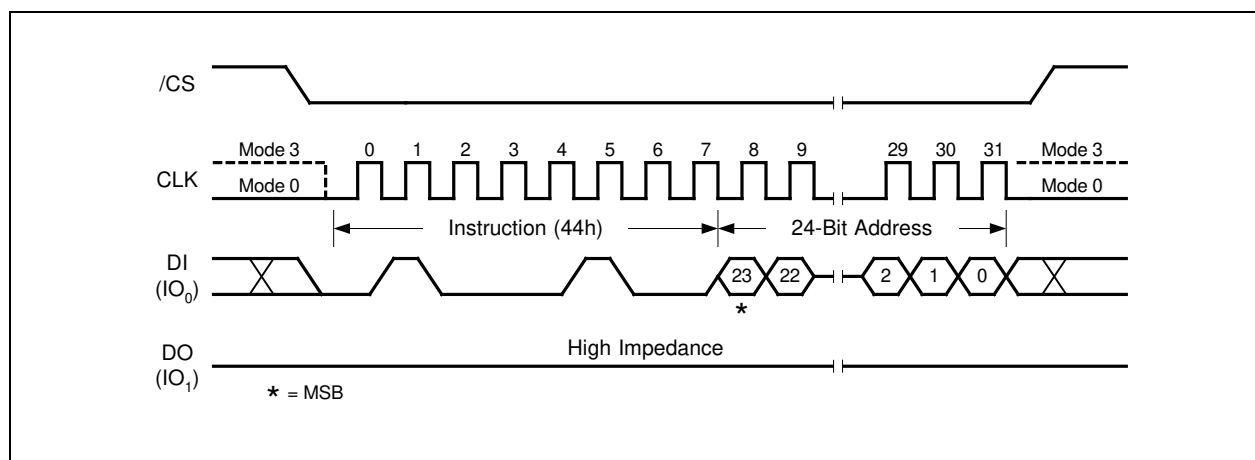 /CS
Mode 3 0 1 2 3 4 5 6 7 8 9 29 30 31 Mode 3
CLK
Mode 0 Mode 0
Instruction (44h) 24-Bit Address
DI
(IO₀)
23 22 2 1 0
*
High Impedance
DO
(IO₁)
* = MSB